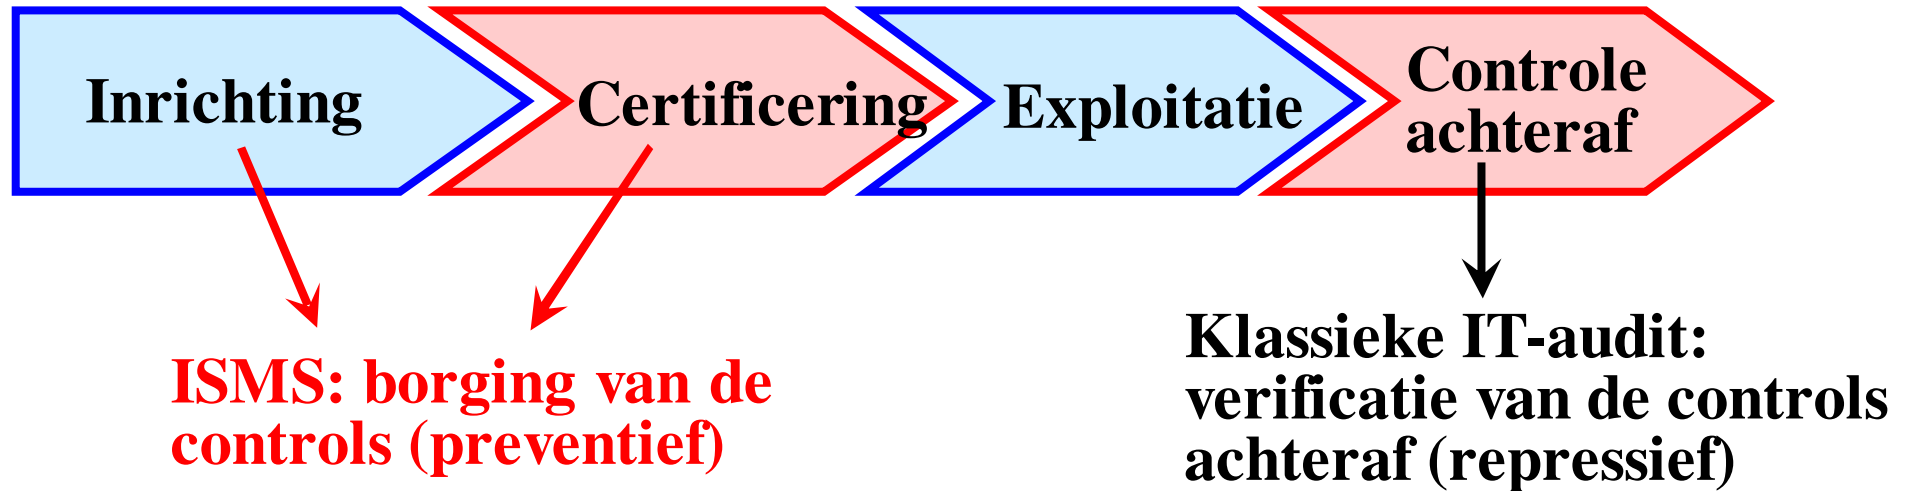 Inrichting
Certificering
Exploitatie
Controle
achteraf
ISMS: borging van de
controls (preventief)
Klassieke IT-audit:
verificatie van de controls
achteraf (repressief)